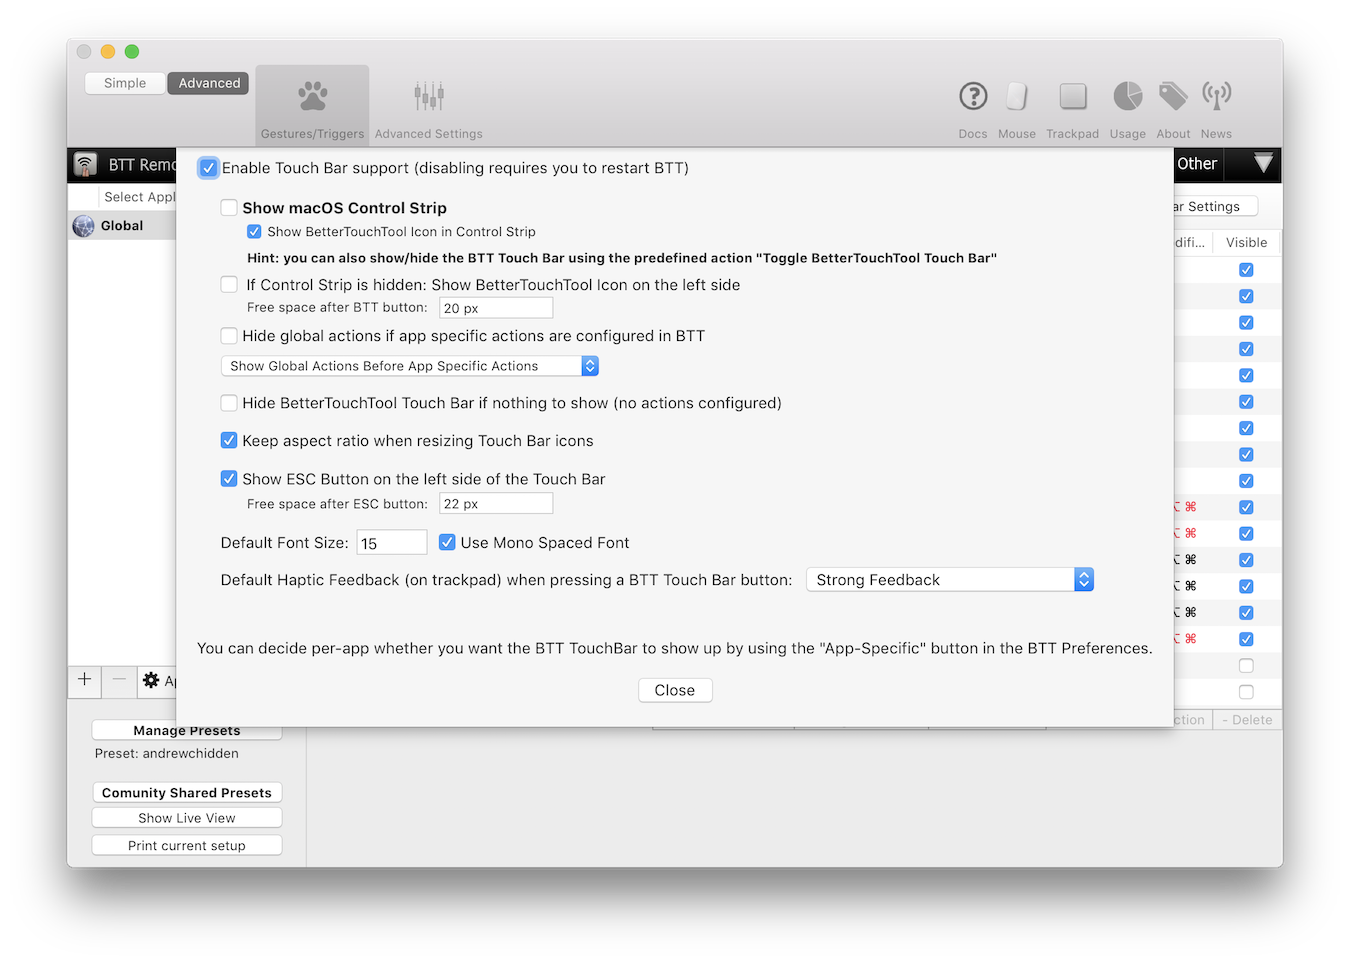 Simple
Advanced
Gestures/Triggers
Advanced Settings
Docs
Mouse
Trackpad
Usage
About
News
BTT Remo
Other
Select Appl
ar Settings
Global
difi...
Visible
Enable Touch Bar support (disabling requires you to restart BTT)
Show macOS Control Strip
Show BetterTouchTool Icon in Control Strip
Hint: you can also show/hide the BTT Touch Bar using the predefined action "Toggle BetterTouchTool Touch Bar"
If Control Strip is hidden: Show BetterTouchTool Icon on the left side
Free space after BTT button: 20 px
Hide global actions if app specific actions are configured in BTT
Show Global Actions Before App Specific Actions
Hide BetterTouchTool Touch Bar if nothing to show (no actions configured)
Keep aspect ratio when resizing Touch Bar icons
Show ESC Button on the left side of the Touch Bar
Free space after ESC button: 22 px
Default Font Size: 15 Use Mono Spaced Font
Default Haptic Feedback (on trackpad) when pressing a BTT Touch Bar button: Strong Feedback
You can decide per-app whether you want the BTT TouchBar to show up by using the "App-Specific" button in the BTT Preferences.
Close
⌥ ⌘
⌥ ⌘
⌥ ⌘
⌥ ⌘
⌥ ⌘
⌥ ⌘
+
−
Ap
ction
- Delete
Manage Presets
Preset: andrewchidden
Comunity Shared Presets
Show Live View
Print current setup